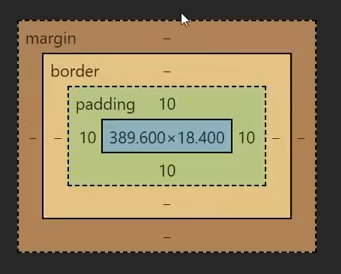 margin –
border –
padding 10
– – 10 389.600×18.400 10 – –
10
–
–